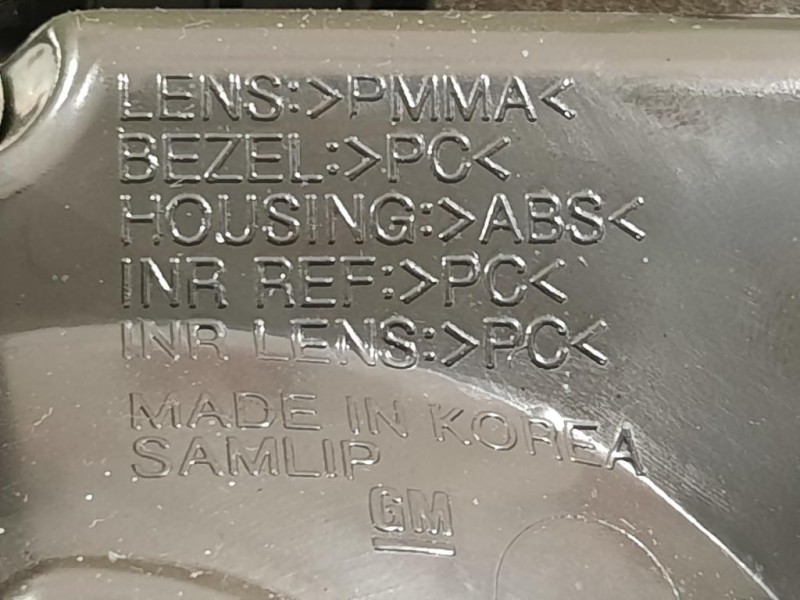 LENS:>PMMA<
BEZEL:>PC<
HOUSING:>ABS<
INR REF:>PC<
INR LENS:>PC<
MADE IN KOREA
SAMLIP
GM